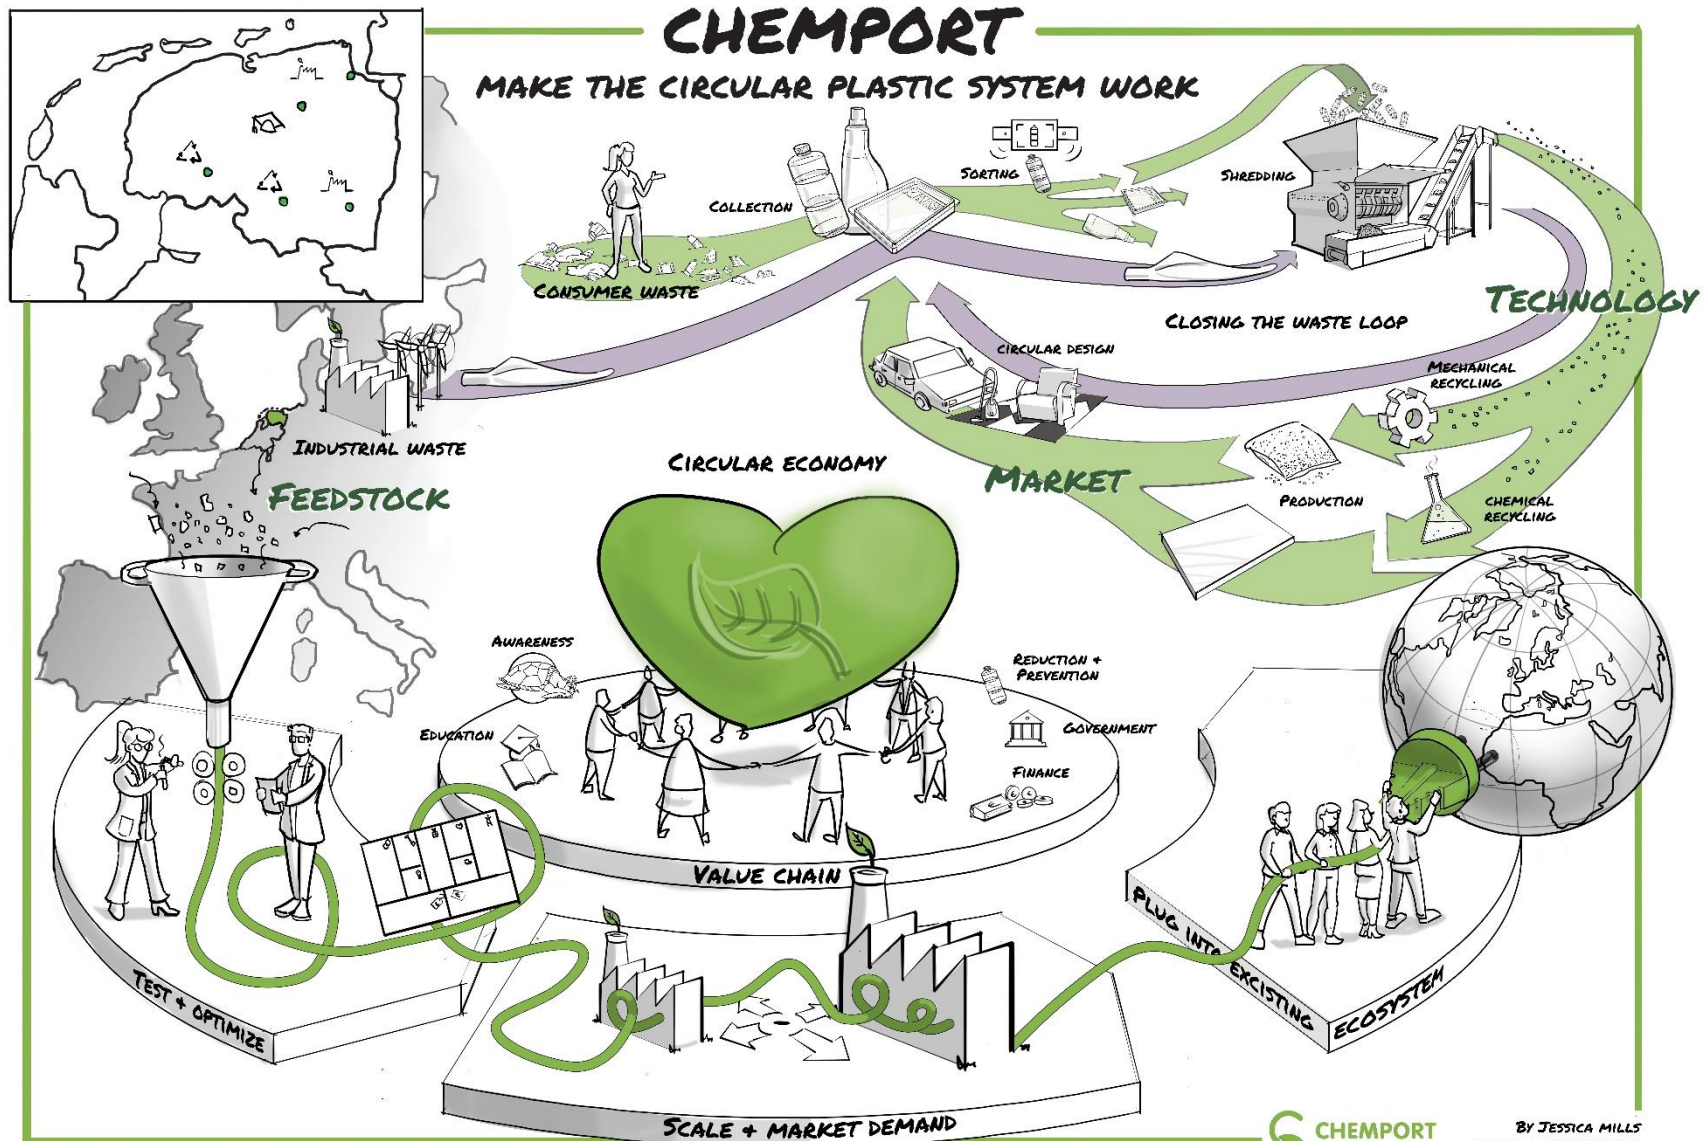 CHEMPORT
MAKE THE CIRCULAR PLASTIC SYSTEM WORK
SORTING
SHREDDING
COLLECTION
CONSUMER WASTE
TECHNOLOGY
CLOSING THE WASTE LOOP
CIRCULAR DESIGN
MECHANICAL
RECYCLING
INDUSTRIAL WASTE
CIRCULAR ECONOMY
MARKET
FEEDSTOCK
PRODUCTION
CHEMICAL
RECYCLING
AWARENESS
REDUCTION +
PREVENTION
EDUCATION
GOVERNMENT
FINANCE
VALUE CHAIN
PLUG INTO EXCISTING
ECOSYSTEM
TEST + OPTIMIZE
SCALE + MARKET DEMAND
CHEMPORT
BY JESSICA MILLS